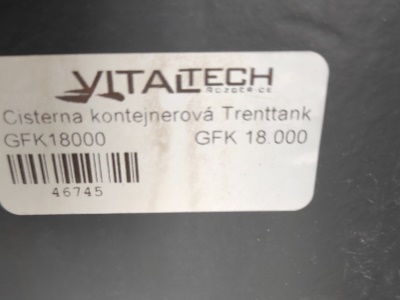 VITALTECH
Cisterna kontejnerová Trenttank
GFK18000 GFK 18.000
46745